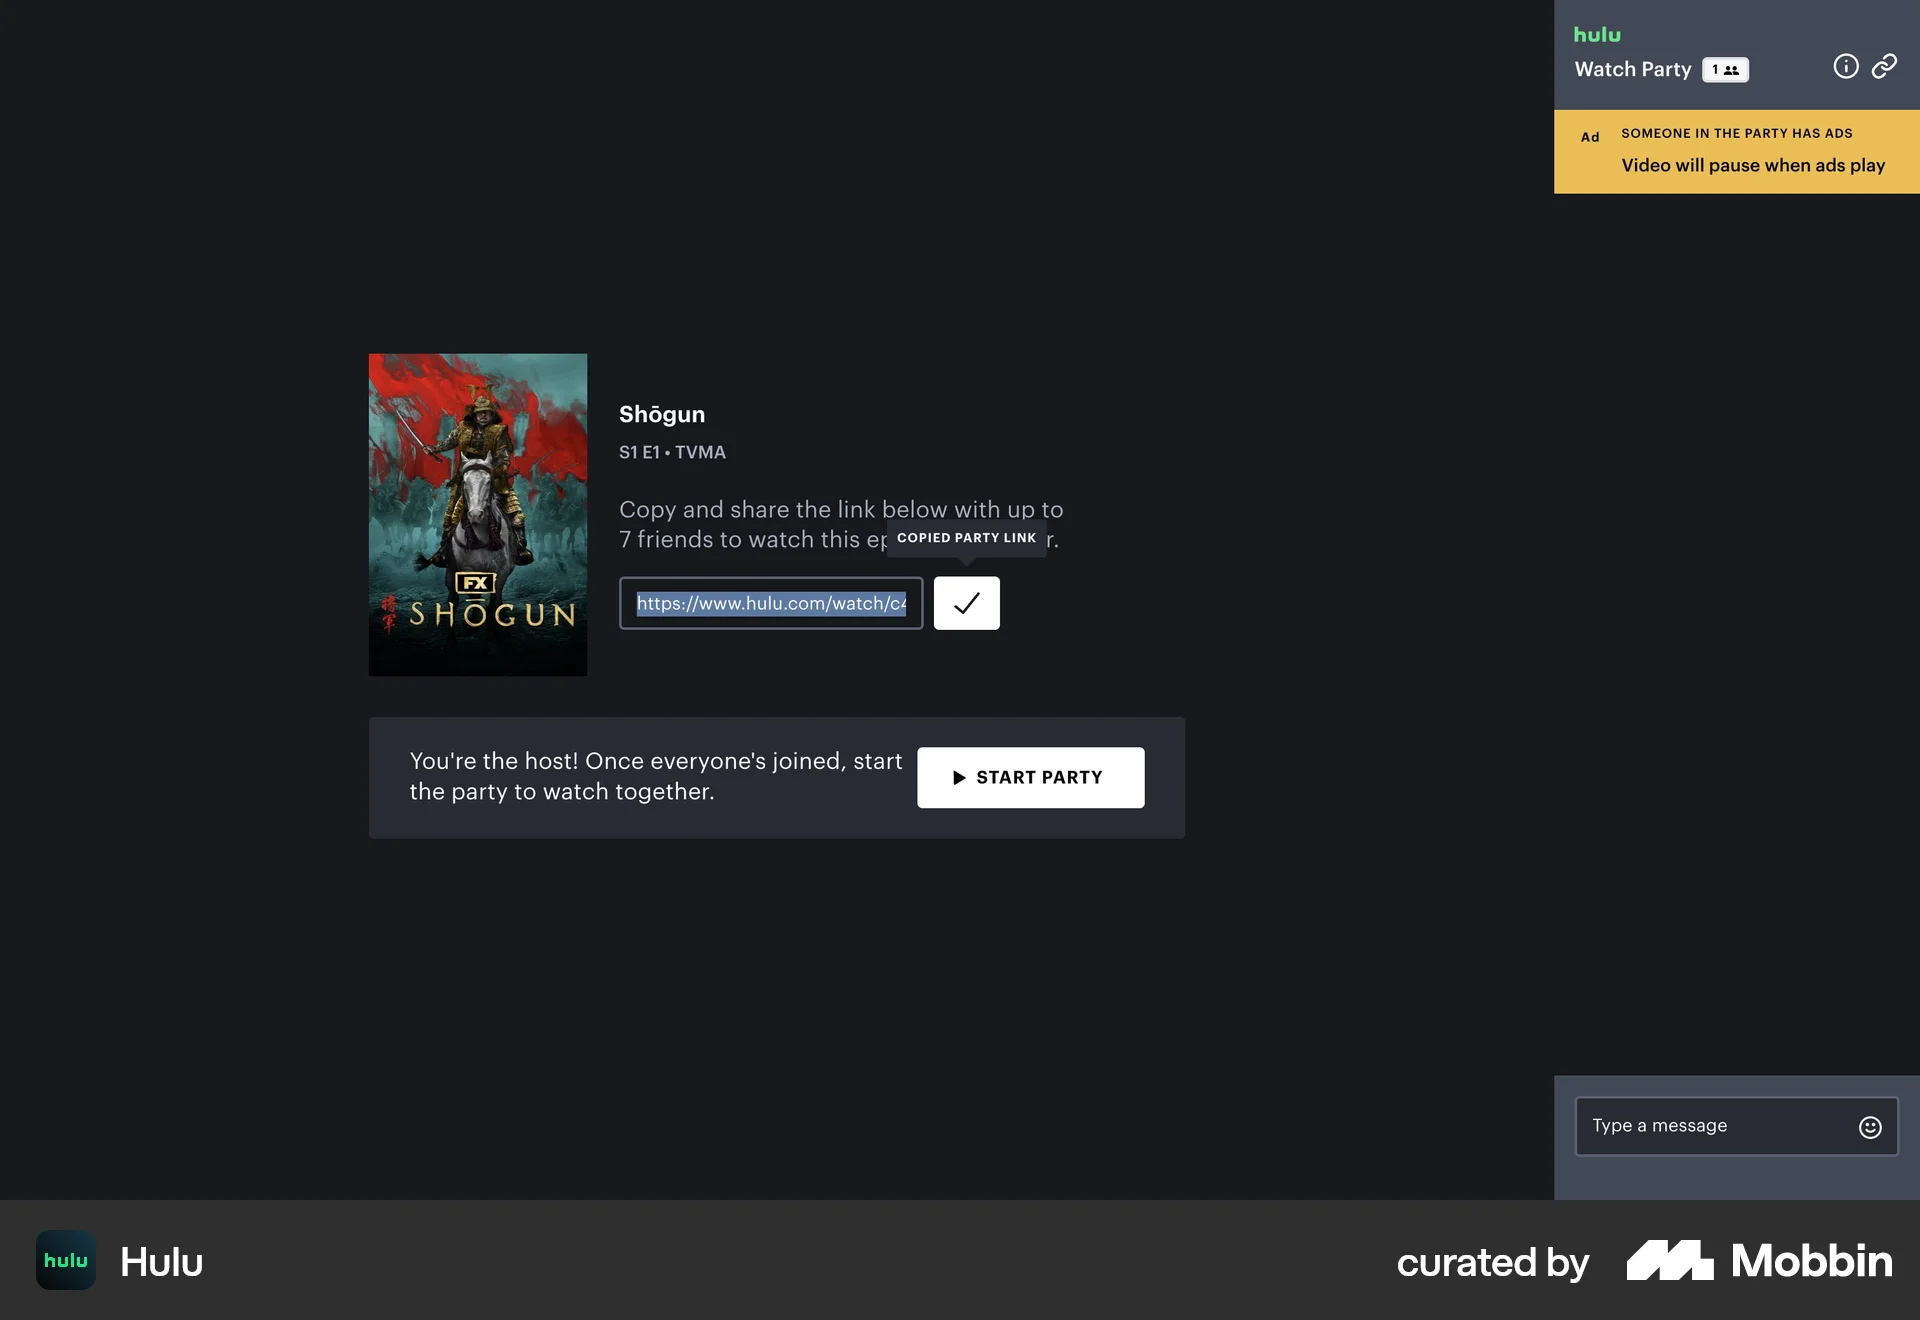 hulu
Watch Party 1
Ad SOMEONE IN THE PARTY HAS ADS
Video will pause when ads play
FX
将軍
SHŌGUN
Shōgun
S1 E1 • TVMA
Copy and share the link below with up to
7 friends to watch this ep r.
COPIED PARTY LINK
https://www.hulu.com/watch/c4
You're the host! Once everyone's joined, start
the party to watch together.
START PARTY
Type a message
hulu
Hulu
curated by
Mobbin